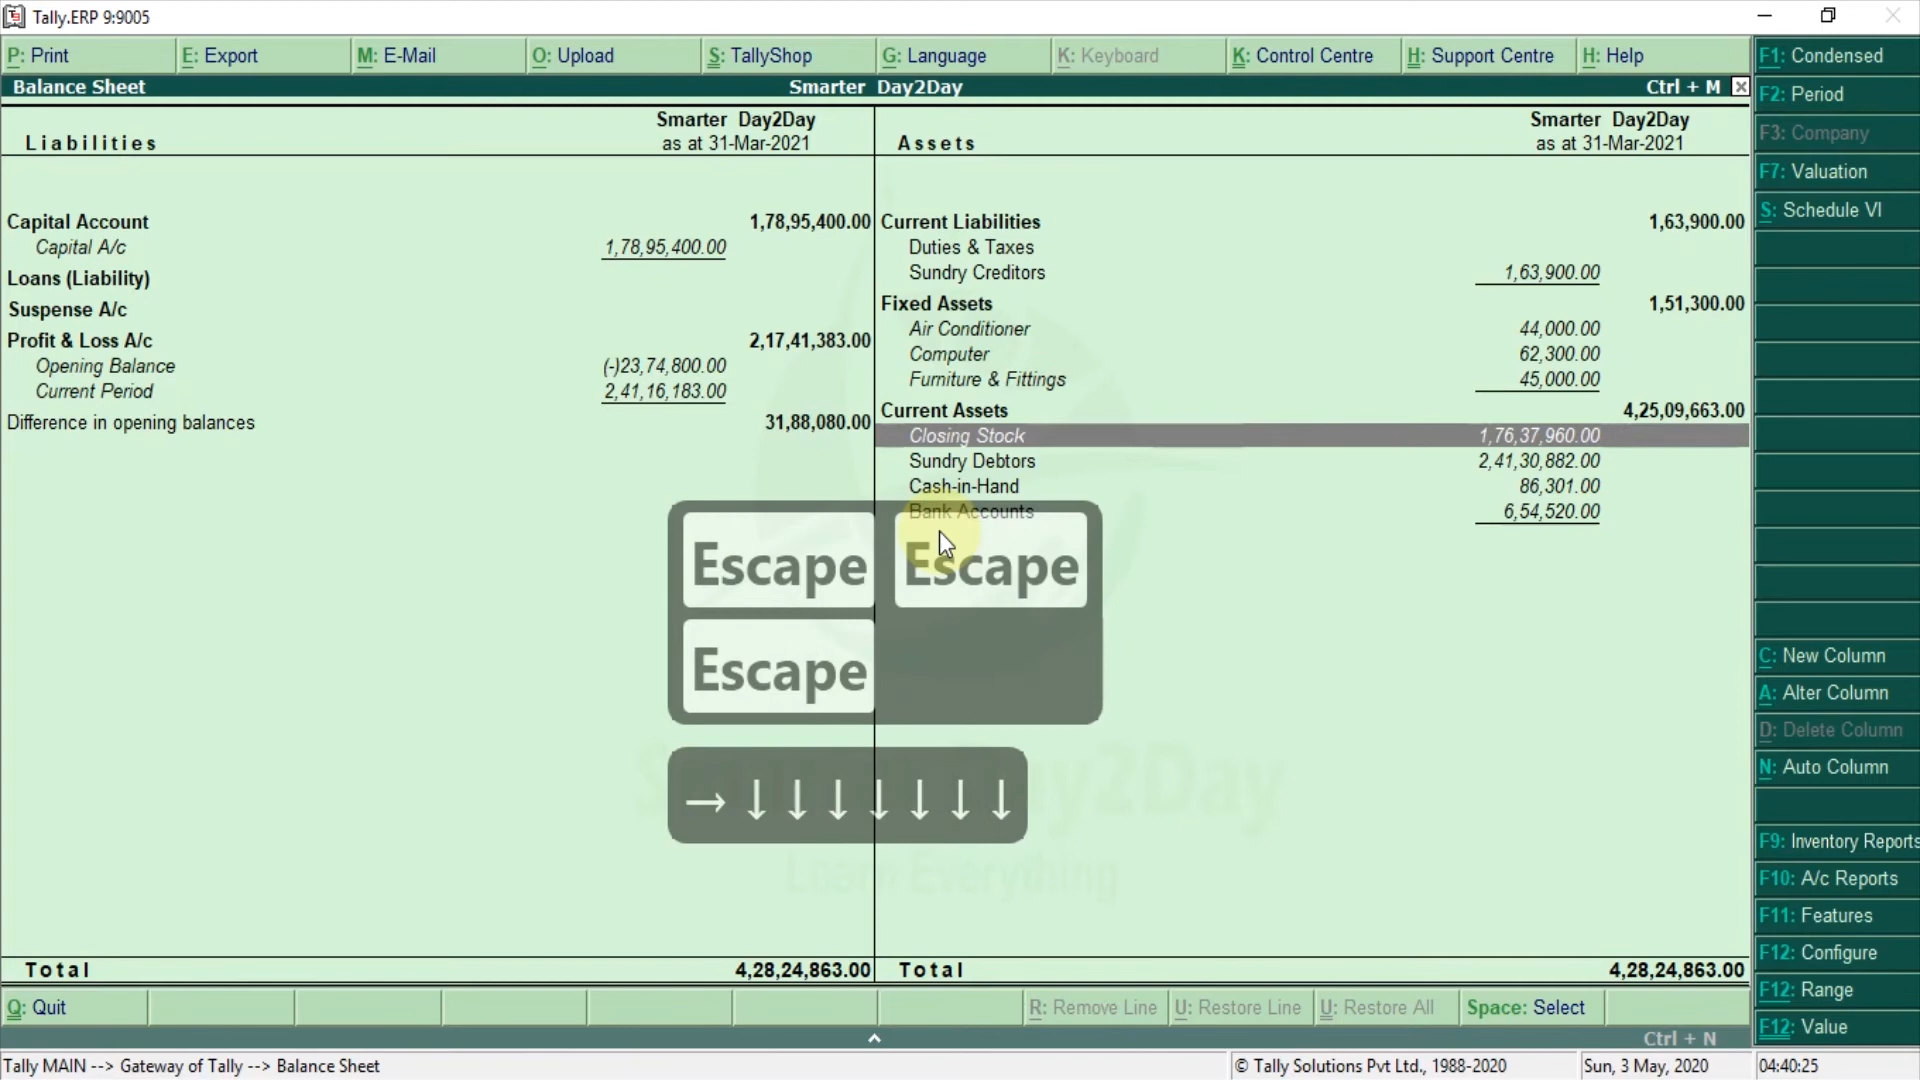 Tally.ERP 9:9005
P: Print E: Export M: E-Mail O: Upload S: TallyShop G: Language K: Keyboard K: Control Centre H: Support Centre H: Help
Balance Sheet Smarter Day2Day Ctrl + M
Liabilities Smarter Day2Day as at 31-Mar-2021
Assets Smarter Day2Day as at 31-Mar-2021
Capital Account 1,78,95,400.00
Capital A/c 1,78,95,400.00
Loans (Liability)
Suspense A/c
Profit & Loss A/c 2,17,41,383.00
Opening Balance (-)23,74,800.00
Current Period 2,41,16,183.00
Difference in opening balances 31,88,080.00
Current Liabilities 1,63,900.00
Duties & Taxes
Sundry Creditors 1,63,900.00
Fixed Assets 1,51,300.00
Air Conditioner 44,000.00
Computer 62,300.00
Furniture & Fittings 45,000.00
Current Assets 4,25,09,663.00
Closing Stock 1,76,37,960.00
Sundry Debtors 2,41,30,882.00
Cash-in-Hand 86,301.00
Bank Accounts 6,54,520.00
Escape Escape
Escape
→ ↓ ↓ ↓ ↓ ↓ ↓ ↓
Smarter Day2Day
Learn Everything
Total 4,28,24,863.00
Total 4,28,24,863.00
Q: Quit R: Remove Line U: Restore Line U: Restore All Space: Select
Ctrl + N
Tally MAIN --> Gateway of Tally --> Balance Sheet © Tally Solutions Pvt Ltd., 1988-2020 Sun, 3 May, 2020 04:40:25
F1: Condensed
F2: Period
F3: Company
F7: Valuation
S: Schedule VI
C: New Column
A: Alter Column
D: Delete Column
N: Auto Column
F9: Inventory Reports
F10: A/c Reports
F11: Features
F12: Configure
F12: Range
F12: Value